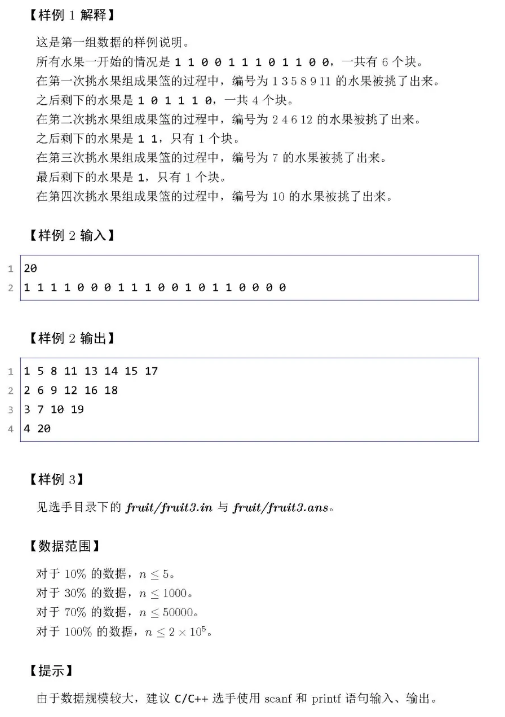 【样例 1 解释】
这是第一组数据的样例说明。
所有水果一开始的情况是 1 1 0 0 1 1 1 0 1 1 0 0，一共有 6 个块。
在第一次挑水果组成果篮的过程中，编号为 1 3 5 8 9 11 的水果被挑了出来。
之后剩下的水果是 1 0 1 1 1 0，一共 4 个块。
在第二次挑水果组成果篮的过程中，编号为 2 4 6 12 的水果被挑了出来。
之后剩下的水果是 1 1，只有 1 个块。
在第三次挑水果组成果篮的过程中，编号为 7 的水果被挑了出来。
最后剩下的水果是 1，只有 1 个块。
在第四次挑水果组成果篮的过程中，编号为 10 的水果被挑了出来。
【样例 2 输入】
1 20
2 1 1 1 1 0 0 0 1 1 1 0 0 1 0 1 1 0 0 0 0
【样例 2 输出】
1 1 5 8 11 13 14 15 17
2 2 6 9 12 16 18
3 3 7 10 19
4 4 20
【样例 3】
见选手目录下的 fruit/fruit3.in 与 fruit/fruit3.ans。
【数据范围】
对于 10% 的数据，n ≤ 5。
对于 30% 的数据，n ≤ 1000。
对于 70% 的数据，n ≤ 50000。
对于 100% 的数据，n ≤ 2 × 10⁵。
【提示】
由于数据规模较大，建议 C/C++ 选手使用 scanf 和 printf 语句输入、输出。